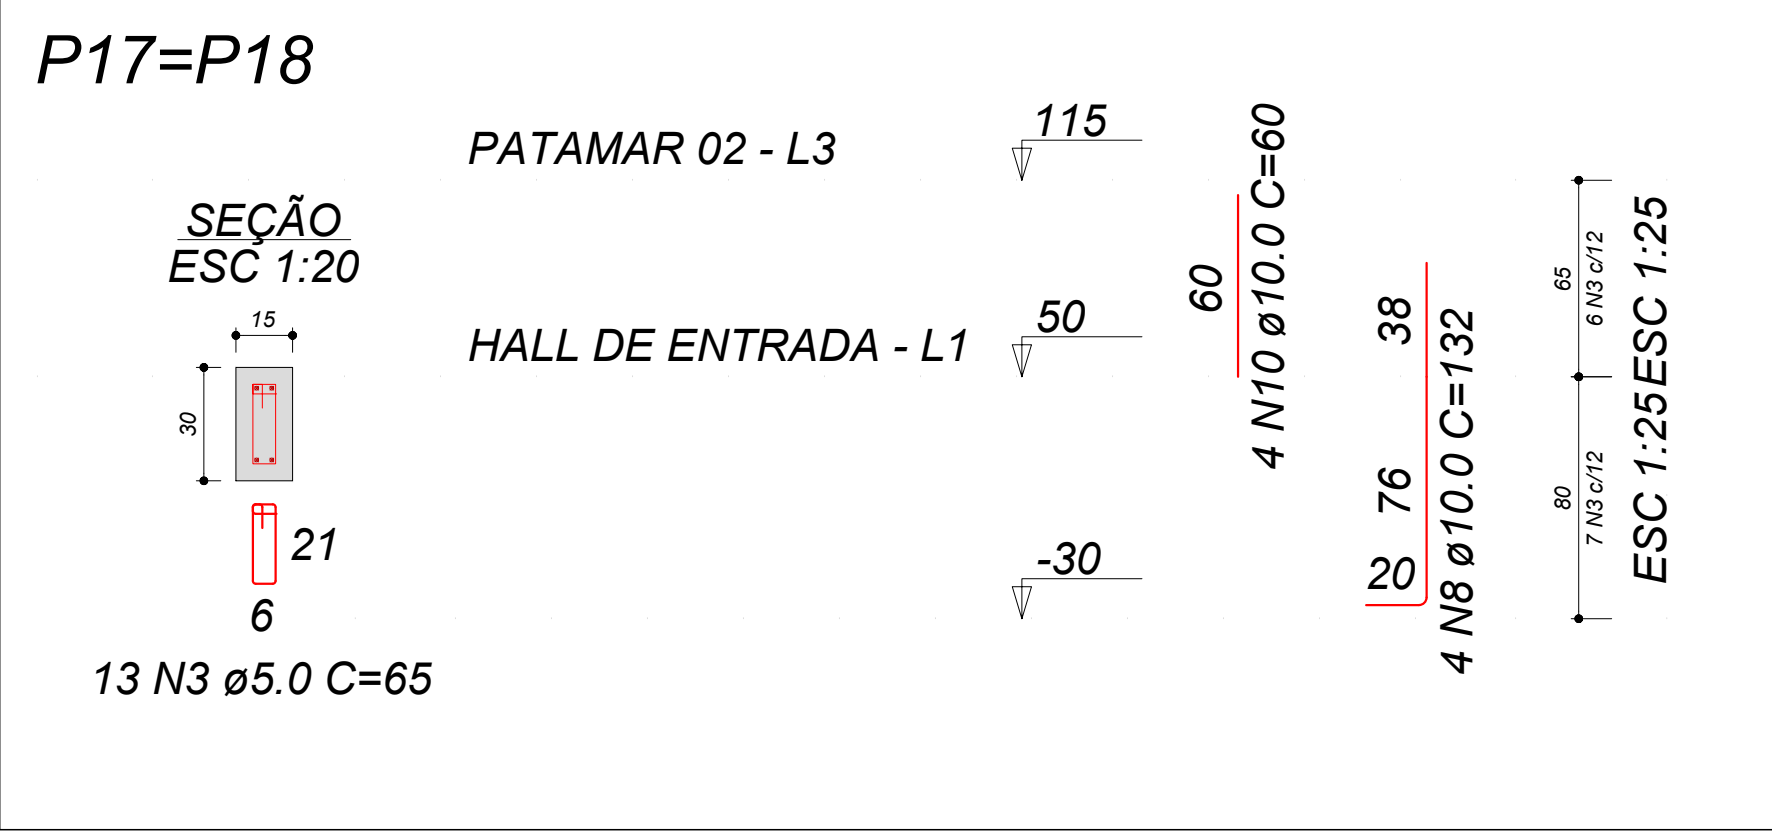 P17=P18
PATAMAR 02 - L3
115
SEÇÃO
ESC 1:20
15
30
HALL DE ENTRADA - L1
50
21
6
13 N3 ø5.0 C=65
-30
60
4 N10 ø10.0 C=60
38
76
20
4 N8 ø10.0 C=132
65
6 N3 c/12
80
7 N3 c/12
ESC 1:25
ESC 1:25